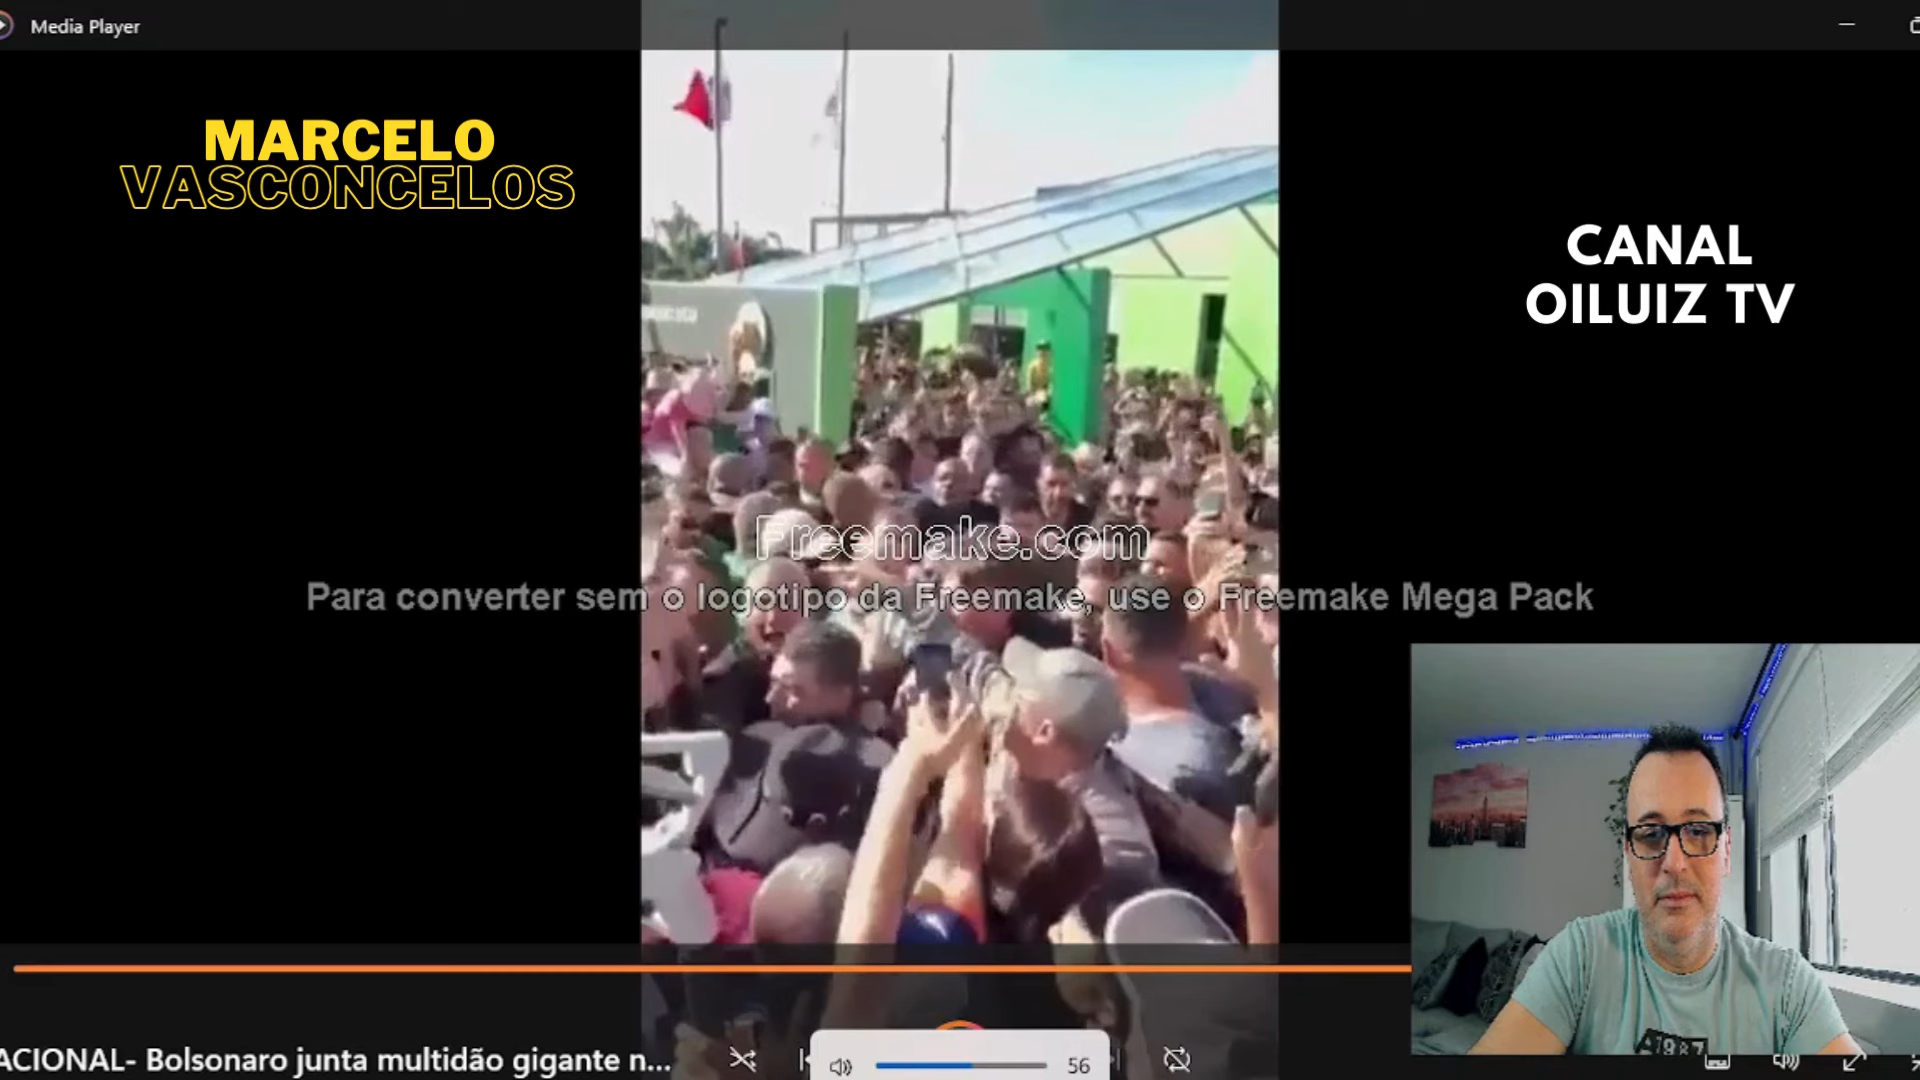 Media Player
MARCELO
VASCONCELOS
CANAL
OILUIZ TV
Freemake.com
Para converter sem o logotipo da Freemake, use o Freemake Mega Pack
ACIONAL- Bolsonaro junta multidão gigante n...
56
1987